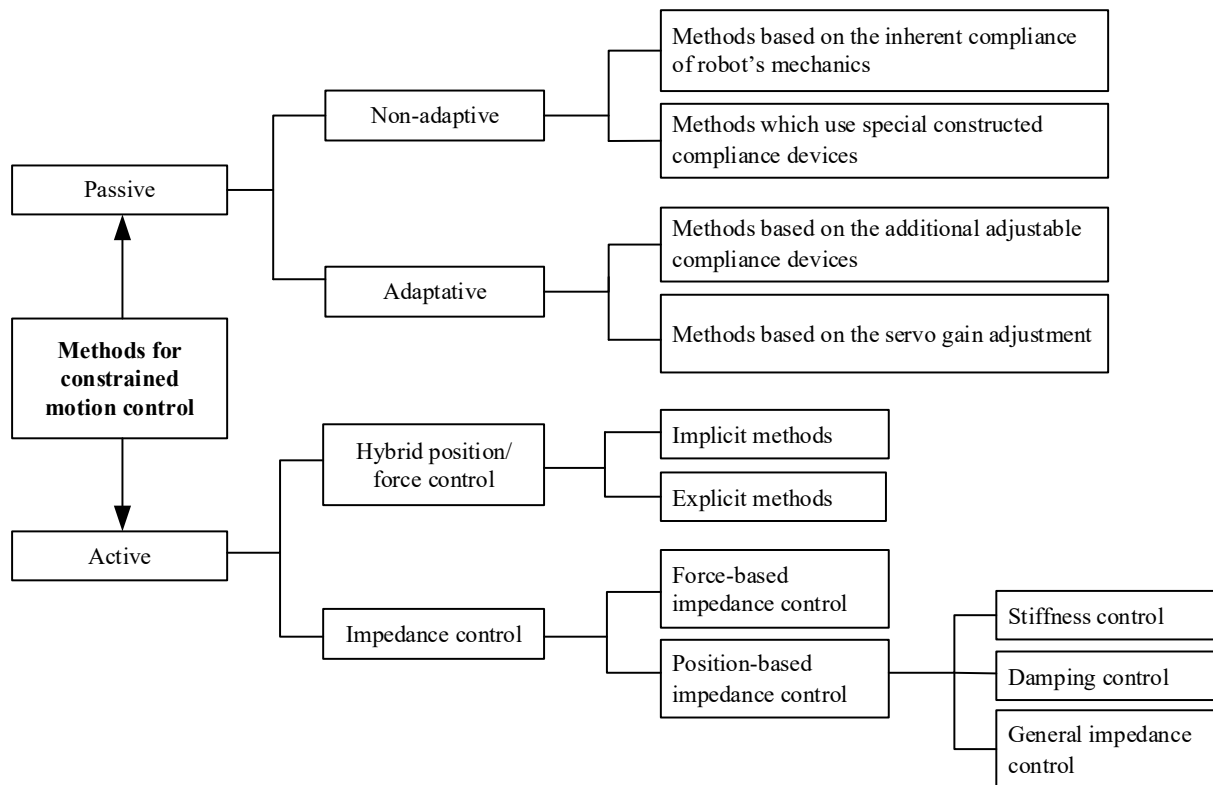 Methods based on the inherent compliance
of robot's mechanics
Non-adaptive
Methods which use special constructed
compliance devices
Passive
Methods based on the additional adjustable
compliance devices
Adaptative
Methods based on the servo gain adjustment
Methods for
constrained
motion control
Hybrid position/
force control
Implicit methods
Explicit methods
Active
Force-based
impedance control
Impedance control
Position-based
impedance control
Stiffness control
Damping control
General impedance
control